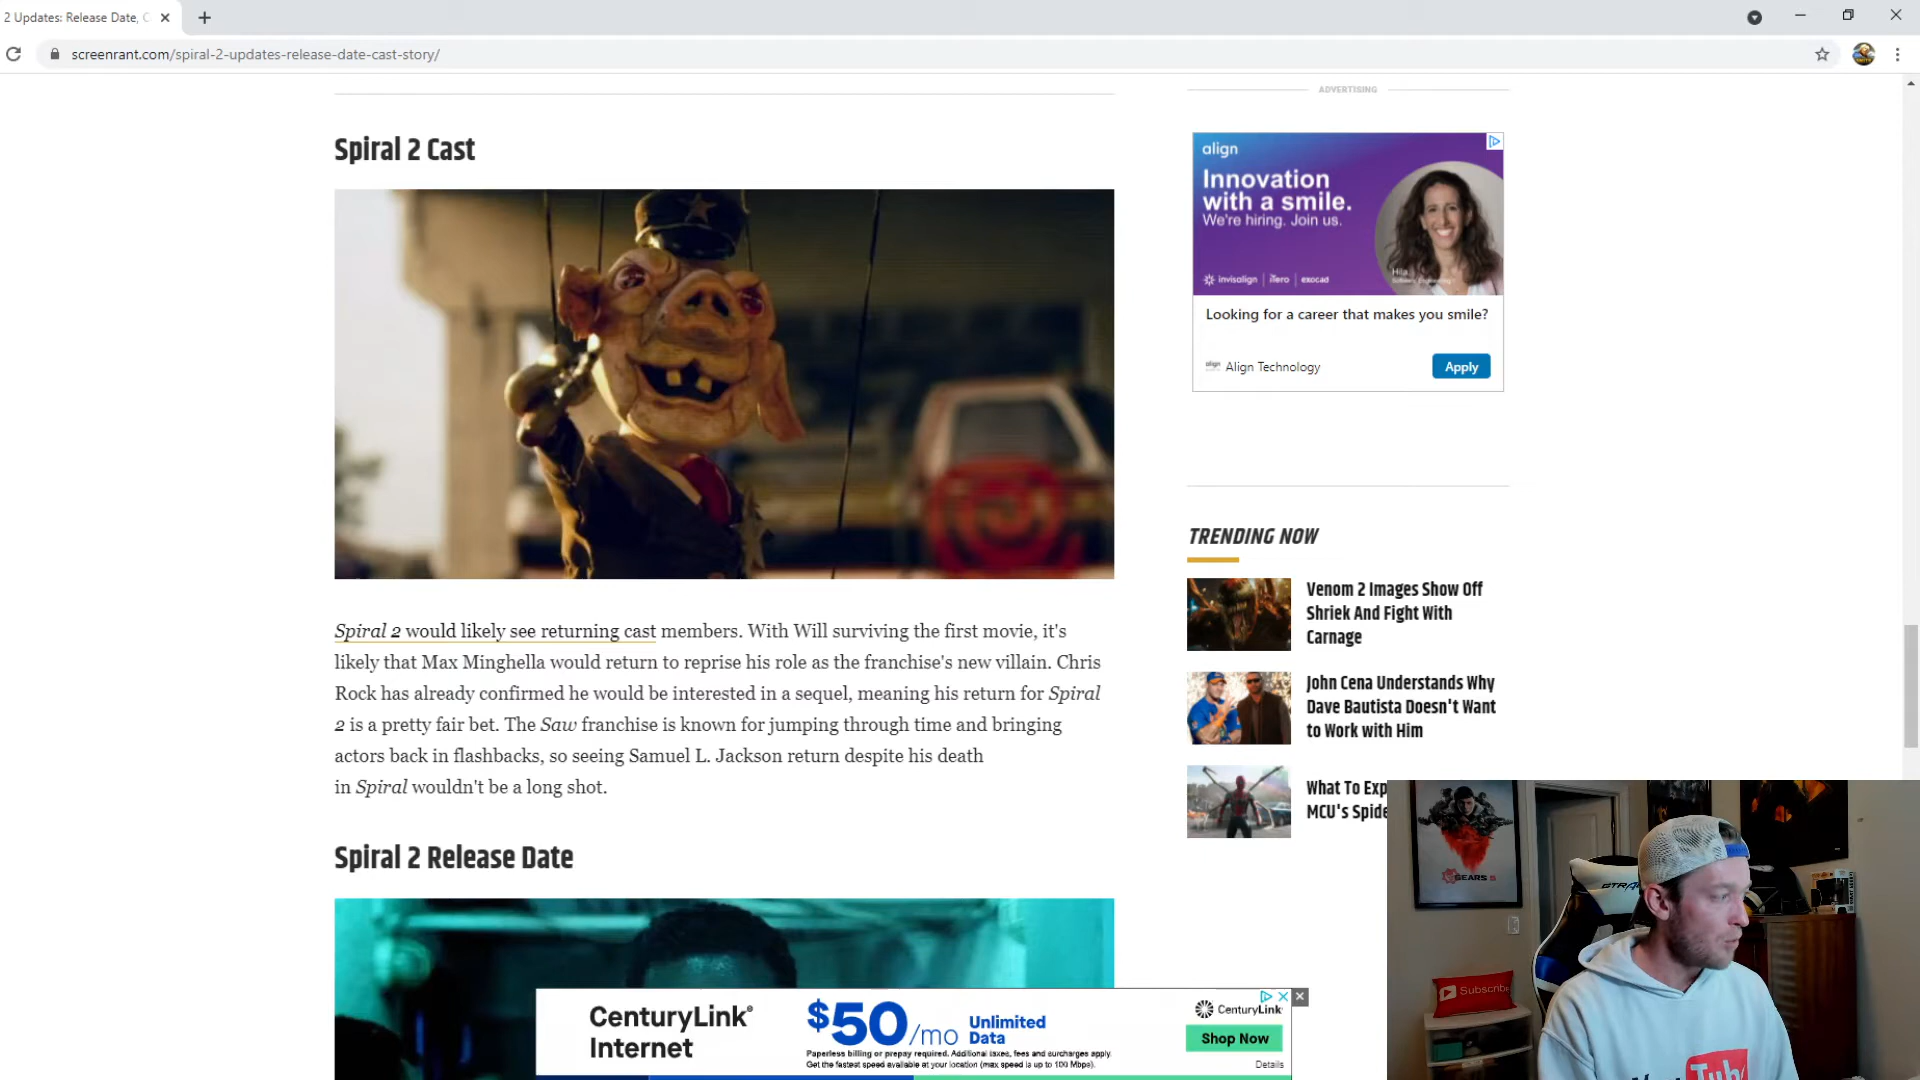 2 Updates: Release Date, C
screenrant.com/spiral-2-updates-release-date-cast-story/
ADVERTISING
Spiral 2 Cast
align
Innovation
with a smile.
We're hiring. Join us.
Hila
invisalign | iTero | exocad
Looking for a career that makes you smile?
align Align Technology
Apply
TRENDING NOW
Venom 2 Images Show Off
Shriek And Fight With
Carnage
John Cena Understands Why
Dave Bautista Doesn't Want
to Work with Him
What To Exp
MCU's Spide
Spiral 2 would likely see returning cast members. With Will surviving the first movie, it's
likely that Max Minghella would return to reprise his role as the franchise's new villain. Chris
Rock has already confirmed he would be interested in a sequel, meaning his return for Spiral
2 is a pretty fair bet. The Saw franchise is known for jumping through time and bringing
actors back in flashbacks, so seeing Samuel L. Jackson return despite his death
in Spiral wouldn't be a long shot.
Spiral 2 Release Date
CenturyLink®
Internet
$50/mo
Unlimited
Data
Paperless billing or prepay required. Additional taxes, fees and surcharges apply.
Get the fastest speed available at your location (max speed is up to 100 Mbps).
CenturyLink
Shop Now
Details
GEARS 5
GTRA
Subscribe
Tub